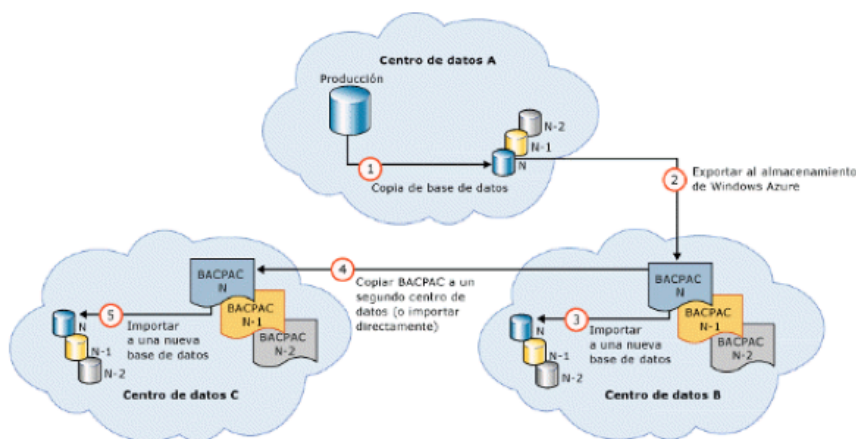 Centro de datos A
Producción
N-2
N-1
N
1
Copia de base de datos
2
Exportar al almacenamiento
de Windows Azure
BACPAC
N
BACPAC
N-1
BACPAC
N-2
4
Copiar BACPAC a un
segundo centro de
datos (o importar
directamente)
5
Importar
a una nueva
base de datos
N
N-1
N-2
Centro de datos C
BACPAC
N
BACPAC
N-1
BACPAC
N-2
3
Importar
a una nueva
base de datos
N
N-1
N-2
Centro de datos B